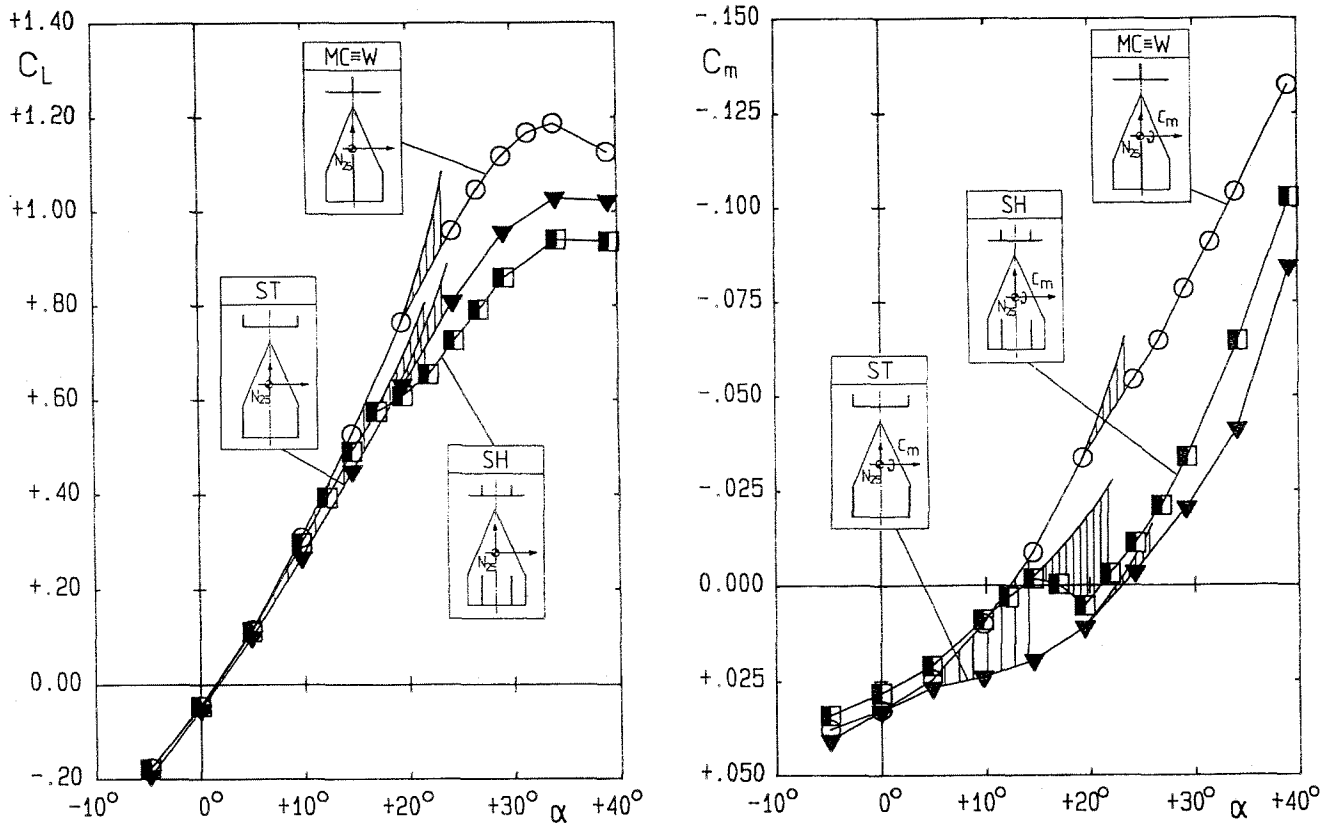 +1.40
C_L
+1.20
+1.00
+.80
+.60
+.40
+.20
0.00
-.20
-10° 0° +10° +20° +30° α +40°
MC≡W
N₂₅
ST
N₂₅
SH
N₂₅
-.150
C_m
-.125
-.100
-.075
-.050
-.025
0.000
+.025
+.050
-10° 0° +10° +20° +30° α +40°
MC≡W
C_m
N₂₅
SH
C_m
N₂₅
ST
C_m
N₂₅